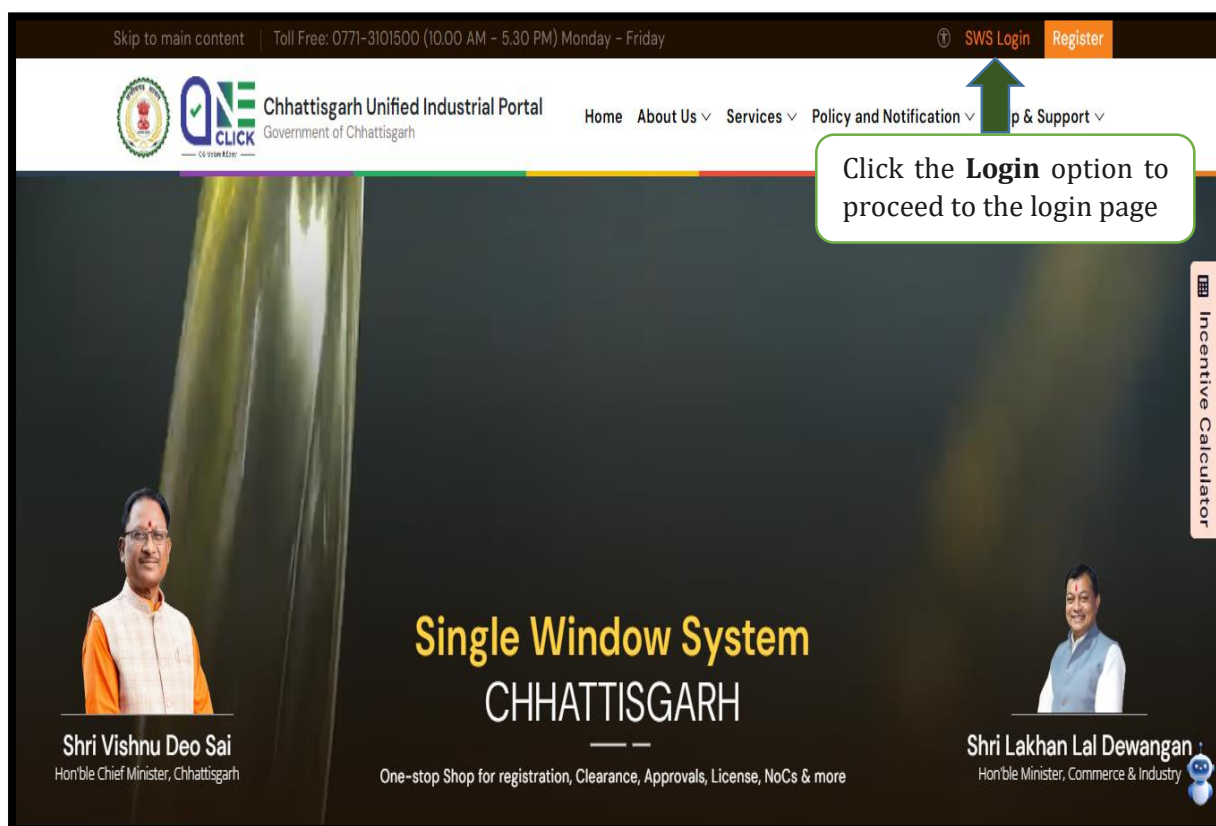 Skip to main content | Toll Free: 0771-3101500 (10.00 AM - 5.30 PM) Monday - Friday
SWS Login Register
ONE
CLICK
Chhattisgarh Unified Industrial Portal
Government of Chhattisgarh
Home About Us Services Policy and Notification p & Support
Click the Login option to
proceed to the login page
Incentive Calculator
Single Window System
CHHATTISGARH
One-stop Shop for registration, Clearance, Approvals, License, NoCs & more
Shri Vishnu Deo Sai
Hon'ble Chief Minister, Chhattisgarh
Shri Lakhan Lal Dewangan
Hon'ble Minister, Commerce & Industry